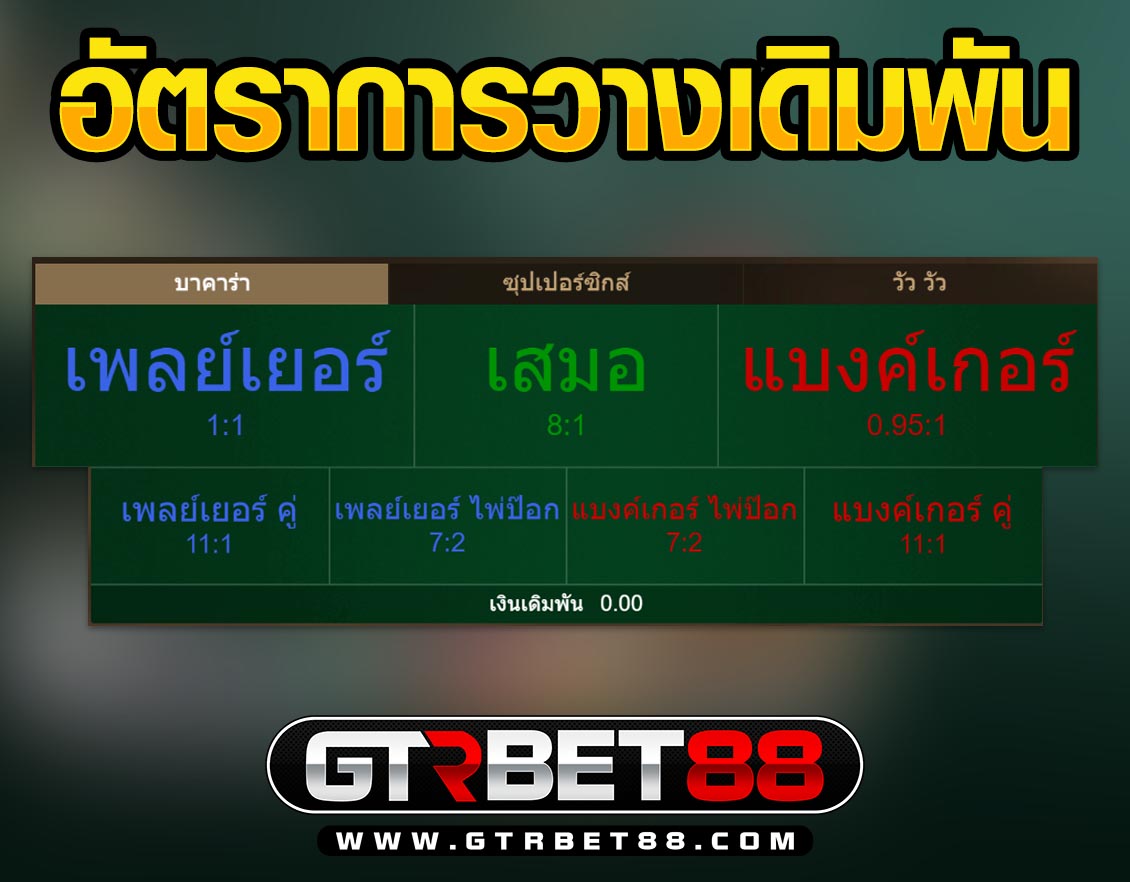 อัตราการวางเดิมพัน
บาคาร่า ซุปเปอร์ซิกส์ วัว วัว
เพลย์เยอร์ เสมอ แบงค์เกอร์
1:1 8:1 0.95:1
เพลย์เยอร์ คู่ เพลย์เยอร์ ไพ่ป๊อก แบงค์เกอร์ ไพ่ป๊อก แบงค์เกอร์ คู่
11:1 7:2 7:2 11:1
เงินเดิมพัน 0.00
GTRBET88
WWW.GTRBET88.COM